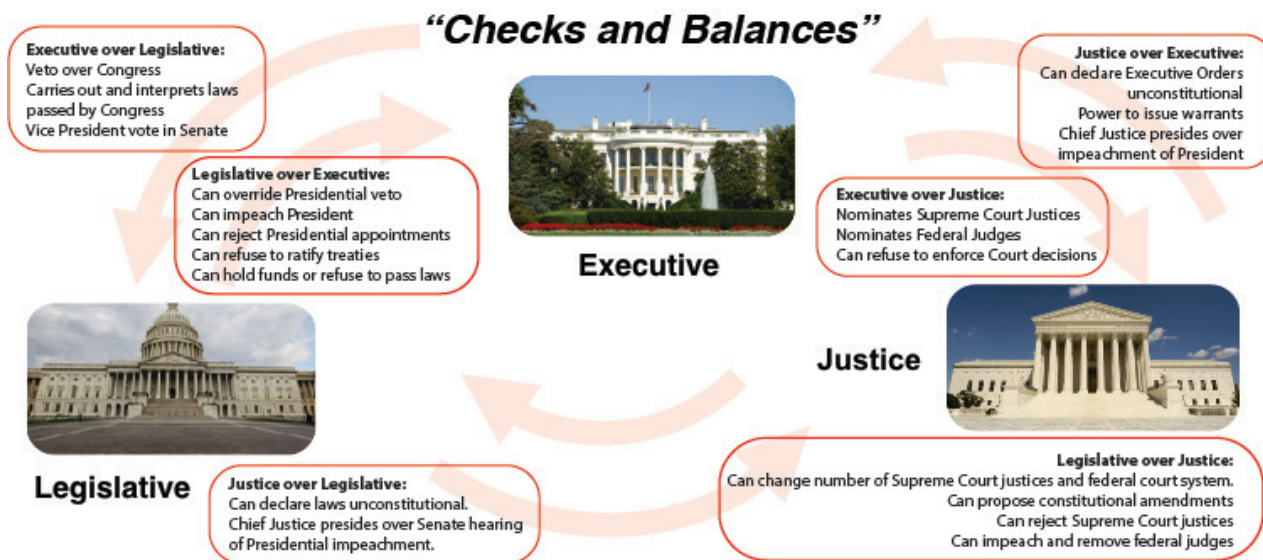 “Checks and Balances”
Executive over Legislative:
Veto over Congress
Carries out and interprets laws
passed by Congress
Vice President vote in Senate
Justice over Executive:
Can declare Executive Orders
unconstitutional
Power to issue warrants
Chief Justice presides over
impeachment of President
Legislative over Executive:
Can override Presidential veto
Can impeach President
Can reject Presidential appointments
Can refuse to ratify treaties
Can hold funds or refuse to pass laws
Executive over Justice:
Nominates Supreme Court Justices
Nominates Federal Judges
Can refuse to enforce Court decisions
Executive
Justice
Legislative
Justice over Legislative:
Can declare laws unconstitutional.
Chief Justice presides over Senate hearing
of Presidential impeachment.
Legislative over Justice:
Can change number of Supreme Court justices and federal court system.
Can propose constitutional amendments
Can reject Supreme Court justices
Can impeach and remove federal judges